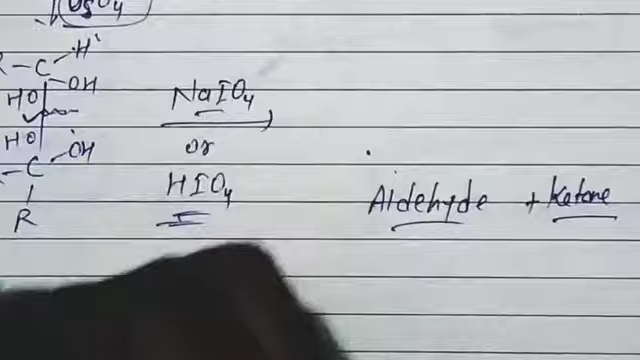 OsO4
R-C-H
OH
HO
HO
C-OH
R
NaIO4
or
HIO4
Aldehyde + Ketone